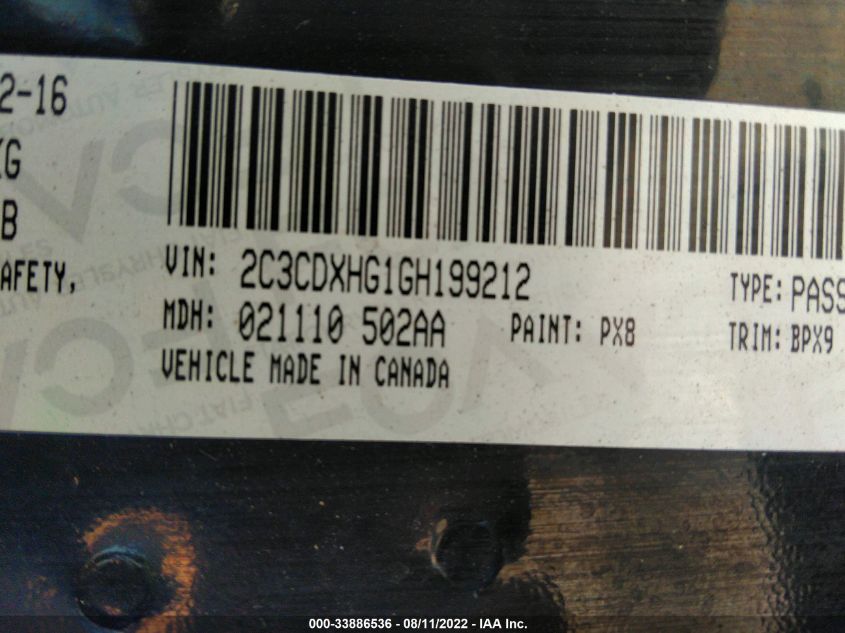 2-16
KG
B
AFETY,
VIN: 2C3CDXHG1GH199212
TYPE: PASS
MDH: 021110 502AA PAINT: PX8 TRIM: BPX9
VEHICLE MADE IN CANADA
000-33886536 - 08/11/2022 - IAA Inc.